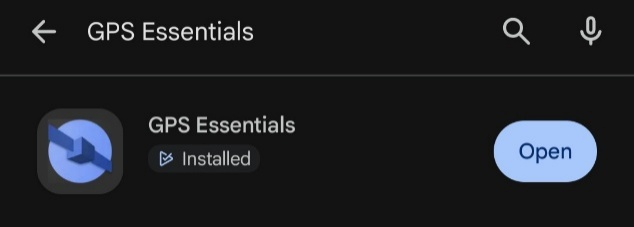 GPS Essentials
GPS Essentials
Installed
Open